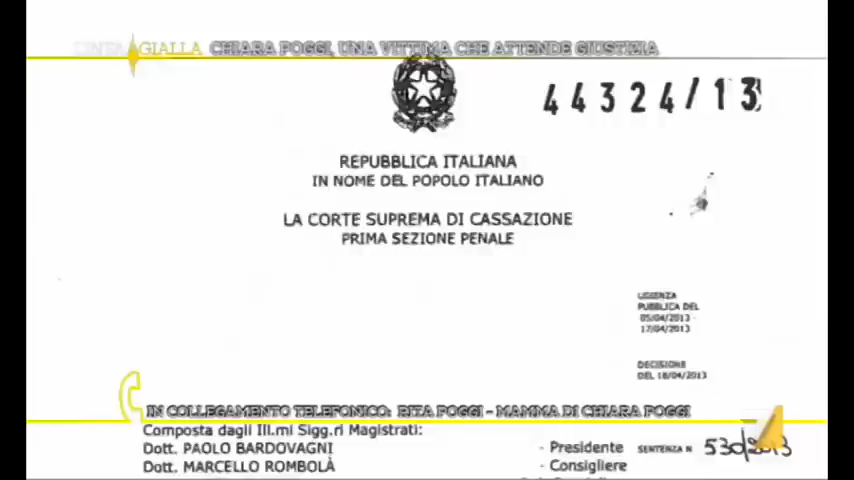 LINEA GIALLA CHIARA POGGI, UNA VITTIMA CHE ATTENDE GIUSTIZIA
44324/13
REPUBBLICA ITALIANA
IN NOME DEL POPOLO ITALIANO
LA CORTE SUPREMA DI CASSAZIONE
PRIMA SEZIONE PENALE
UDIENZA
PUBBLICA DEL
05/04/2013 -
17/04/2013
DECISIONE
DEL 18/04/2013
IN COLLEGAMENTO TELEFONICO: RITA POGGI - MAMMA DI CHIARA POGGI
Composta dagli Ill.mi Sigg.ri Magistrati:
Dott. PAOLO BARDOVAGNI - Presidente SENTENZA N 530/2013
Dott. MARCELLO ROMBOLÀ - Consigliere